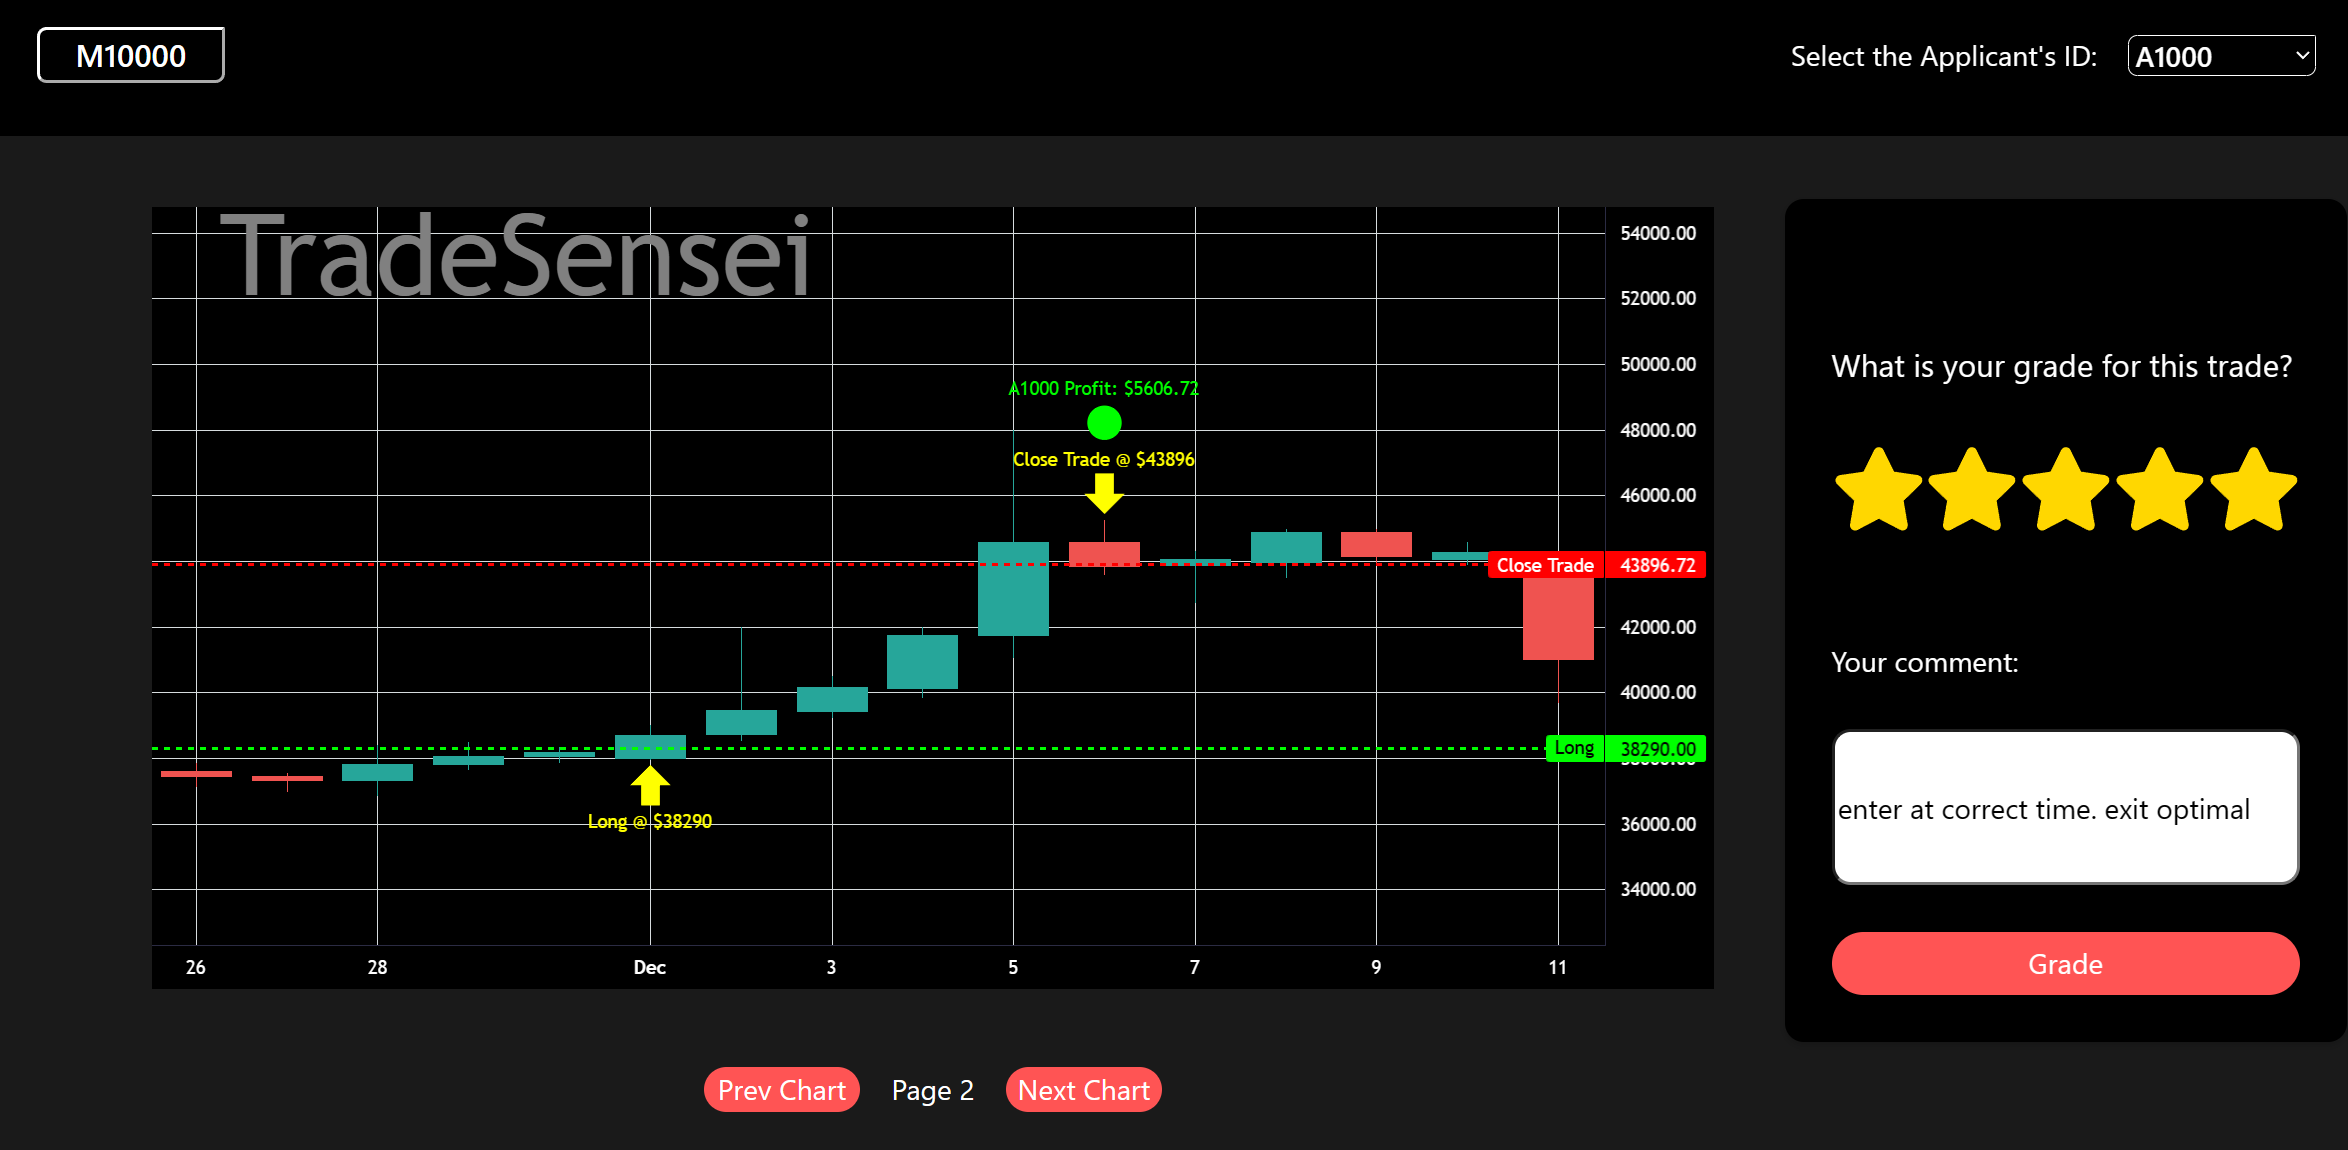 M10000
Select the Applicant's ID:
A1000
TradeSensei
54000.00
52000.00
50000.00
A1000 Profit: $5606.72
48000.00
Close Trade @ $43896
46000.00
Close Trade 43896.72
42000.00
40000.00
Long 38290.00
38000.00
Long @ $38290
36000.00
34000.00
26 28 Dec 3 5 7 9 11
What is your grade for this trade?
Your comment:
enter at correct time. exit optimal
Grade
Prev Chart
Page 2
Next Chart